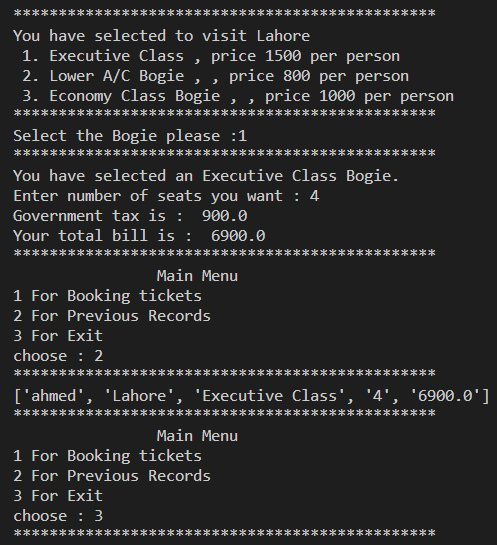 ***********************************************
You have selected to visit Lahore
 1. Executive Class , price 1500 per person
 2. Lower A/C Bogie , , price 800 per person
 3. Economy Class Bogie , , price 1000 per person
***********************************************
Select the Bogie please :1
***********************************************
You have selected an Executive Class Bogie.
Enter number of seats you want : 4
Government tax is :  900.0
Your total bill is :  6900.0
***********************************************
                Main Menu
1 For Booking tickets
2 For Previous Records
3 For Exit
choose : 2
***********************************************
['ahmed', 'Lahore', 'Executive Class', '4', '6900.0']
***********************************************
                Main Menu
1 For Booking tickets
2 For Previous Records
3 For Exit
choose : 3
***********************************************